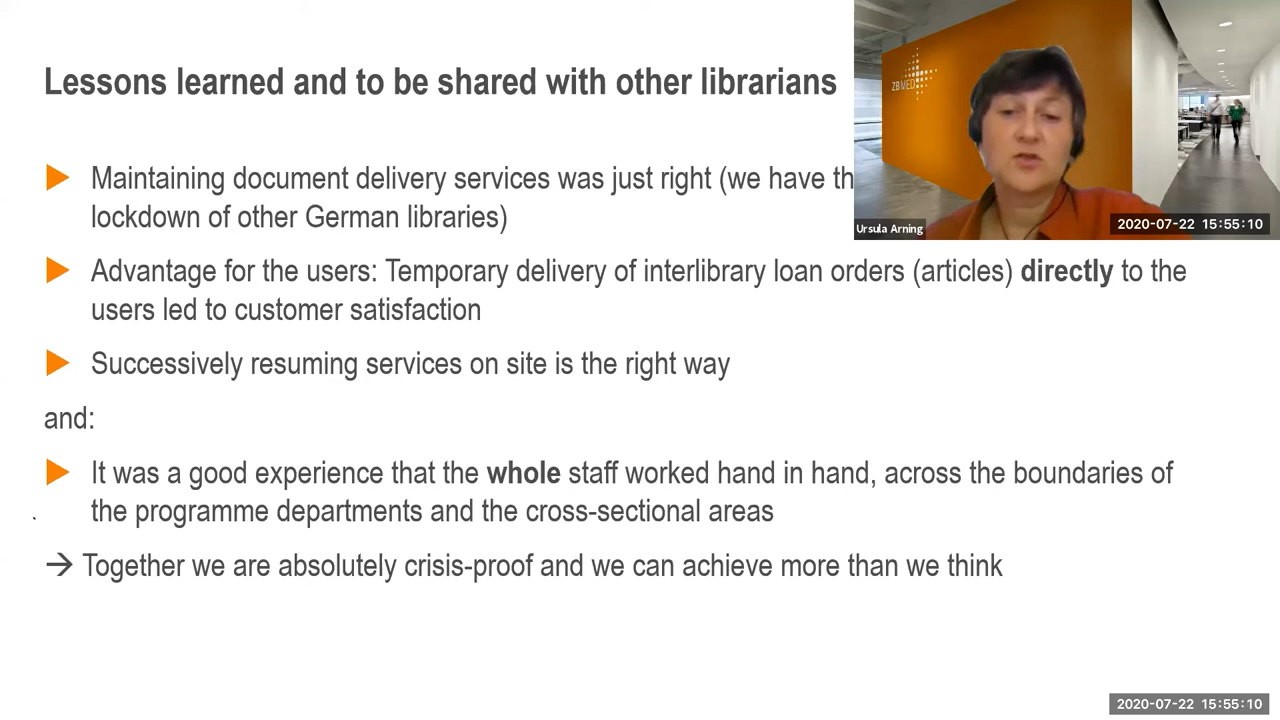 Lessons learned and to be shared with other librarians
Maintaining document delivery services was just right (we have
lockdown of other German libraries)
Advantage for the users: Temporary delivery of interlibrary loan orders (articles) directly to the
users led to customer satisfaction
Successively resuming services on site is the right way
and:
It was a good experience that the whole staff worked hand in hand, across the boundaries of
the programme departments and the cross-sectional areas
→ Together we are absolutely crisis-proof and we can achieve more than we think
ZB MED
Ursula Arning
2020-07-22 15:55:10
2020-07-22 15:55:10